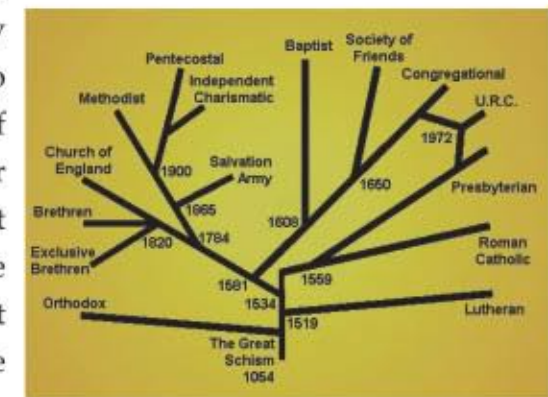 Pentecostal
Independent
Charismatic
Methodist
Church of
England
Salvation
Army
Brethren
Exclusive
Brethren
Orthodox
Baptist
Society of
Friends
Congregational
U.R.C.
1972
Presbyterian
Roman
Catholic
Lutheran
1900
1865
1784
1820
1608
1650
1581
1534
1559
1519
The Great
Schism
1054